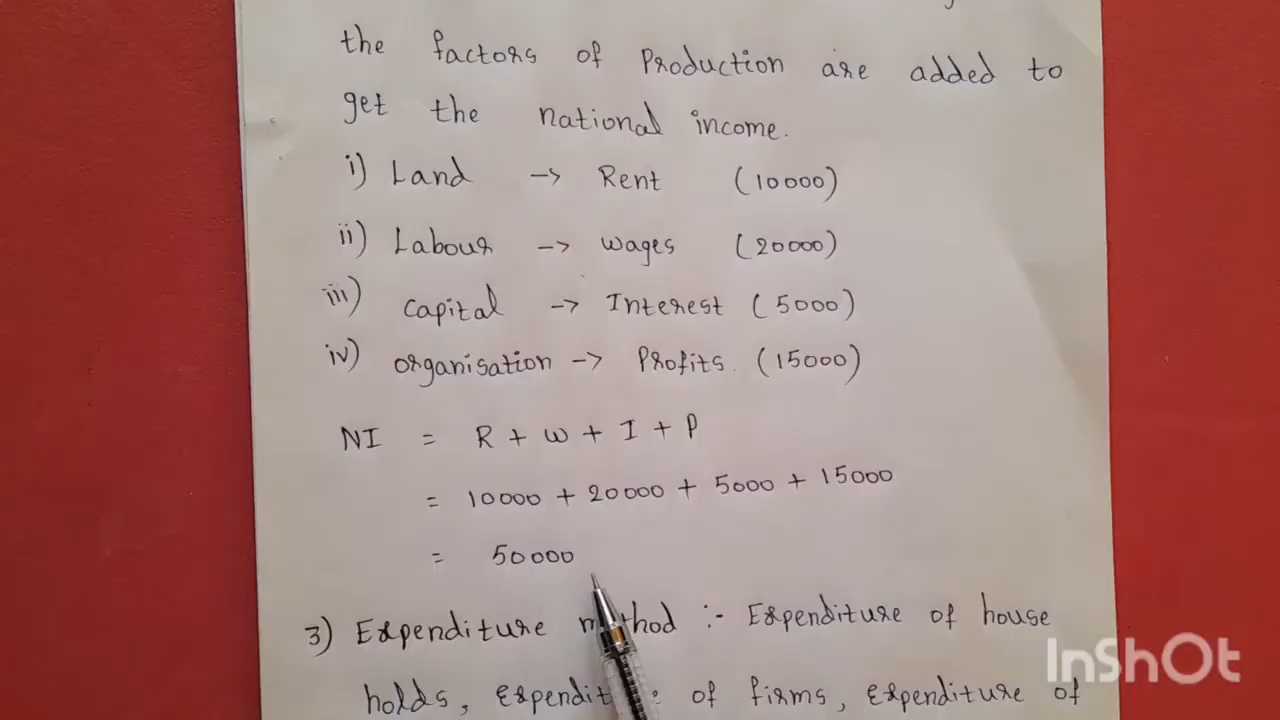 the factors of Production are added to
get the national income.
i) Land -> Rent (10000)
ii) Labour -> wages (20000)
iii) capital -> Interest (5000)
iv) organisation -> Profits. (15000)
NI = R + W + I + P
= 10000 + 20000 + 5000 + 15000
= 50000
3) Expenditure method :- Expenditure of house
holds, expenditure of firms, expenditure of
InShOt